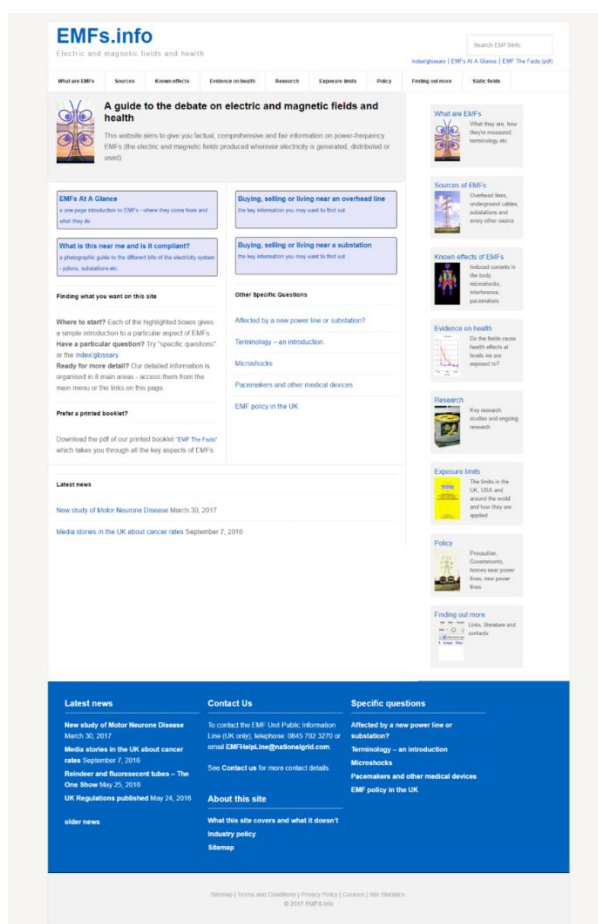 EMFs.info
Electric and magnetic fields and health
Search EMFSinfo
Index/glossary | EMFs At A Glance | EMF The Facts (pdf)
What are EMFs Sources Known effects Evidence on health Research Exposure limits Policy Finding out more Static fields
A guide to the debate on electric and magnetic fields and
health
This website aims to give you factual, comprehensive and fair information on power-frequency
EMFs (the electric and magnetic fields produced wherever electricity is generated, distributed or
used).
EMFs At A Glance
a one page introduction to EMFs - where they come from and
what they do
Buying, selling or living near an overhead line
the key information you may want to find out
What is this near me and is it compliant?
a photographic guide to the different bits of the electricity system
- pylons, substations etc
Buying, selling or living near a substation
the key information you may want to find out
Finding what you want on this site
Where to start? Each of the highlighted boxes gives
a simple introduction to a particular aspect of EMFs.
Have a particular question? Try "specific questions"
or the index/glossary
Ready for more detail? Our detailed information is
organised in 8 main areas - access them from the
main menu or the links on this page.
Prefer a printed booklet?
Download the pdf of our printed booklet "EMF The Facts"
which takes you through all the key aspects of EMFs.
Other Specific Questions
Affected by a new power line or substation?
Terminology – an introduction
Microshocks
Pacemakers and other medical devices
EMF policy in the UK
Latest news
New study of Motor Neurone Disease March 30, 2017
Media stories in the UK about cancer rates September 7, 2016
What are EMFs
What they are, how
they're measured,
terminology etc
Sources of EMFs
Overhead lines,
underground cables,
substations and
every other source
Known effects of EMFs
Induced currents in
the body,
microshocks,
interference,
pacemakers
Evidence on health
Do the fields cause
health effects at
levels we are
exposed to?
Research
Key research
studies and ongoing
research
Exposure limits
The limits in the
UK, USA and
around the world
and how they are
applied
Policy
Precaution,
Governments,
homes near power
lines, new power
lines
Finding out more
Links, literature and
contacts
Latest news
New study of Motor Neurone Disease
March 30, 2017
Media stories in the UK about cancer
rates September 7, 2016
Reindeer and fluoresecent tubes – The
One Show May 25, 2016
UK Regulations published May 24, 2016
older news
Contact Us
To contact the EMF Unit Public Information
Line (UK only), telephone: 0845 702 3270 or
email EMFHelpLine@nationalgrid.com.
See Contact us for more contact details.
About this site
What this site covers and what it doesn't
Industry policy
Sitemap
Specific questions
Affected by a new power line or
substation?
Terminology – an introduction
Microshocks
Pacemakers and other medical devices
EMF policy in the UK
Sitemap | Terms and Conditions | Privacy Policy | Cookies | Site Statistics
© 2017 EMFS.info